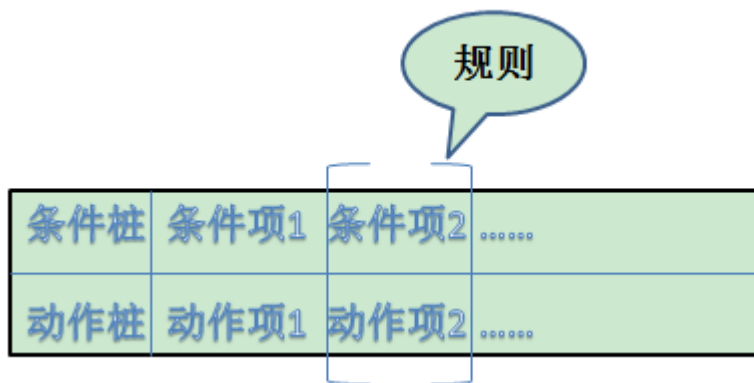 规则
条件桩 条件项1 条件项2 ......
动作桩 动作项1 动作项2 ......